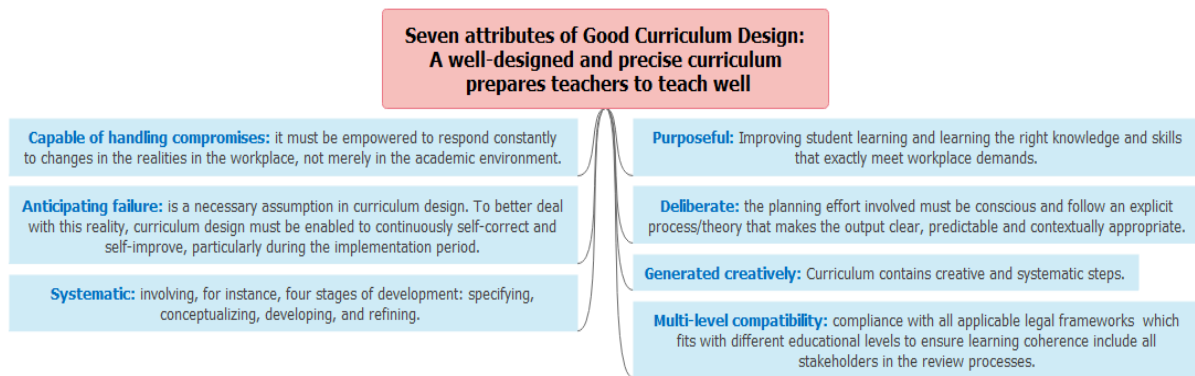 Seven attributes of Good Curriculum Design:
A well-designed and precise curriculum
prepares teachers to teach well
Capable of handling compromises: it must be empowered to respond constantly
to changes in the realities in the workplace, not merely in the academic environment.
Anticipating failure: is a necessary assumption in curriculum design. To better deal
with this reality, curriculum design must be enabled to continuously self-correct and
self-improve, particularly during the implementation period.
Systematic: involving, for instance, four stages of development: specifying,
conceptualizing, developing, and refining.
Purposeful: Improving student learning and learning the right knowledge and skills
that exactly meet workplace demands.
Deliberate: the planning effort involved must be conscious and follow an explicit
process/theory that makes the output clear, predictable and contextually appropriate.
Generated creatively: Curriculum contains creative and systematic steps.
Multi-level compatibility: compliance with all applicable legal frameworks which
fits with different educational levels to ensure learning coherence include all
stakeholders in the review processes.